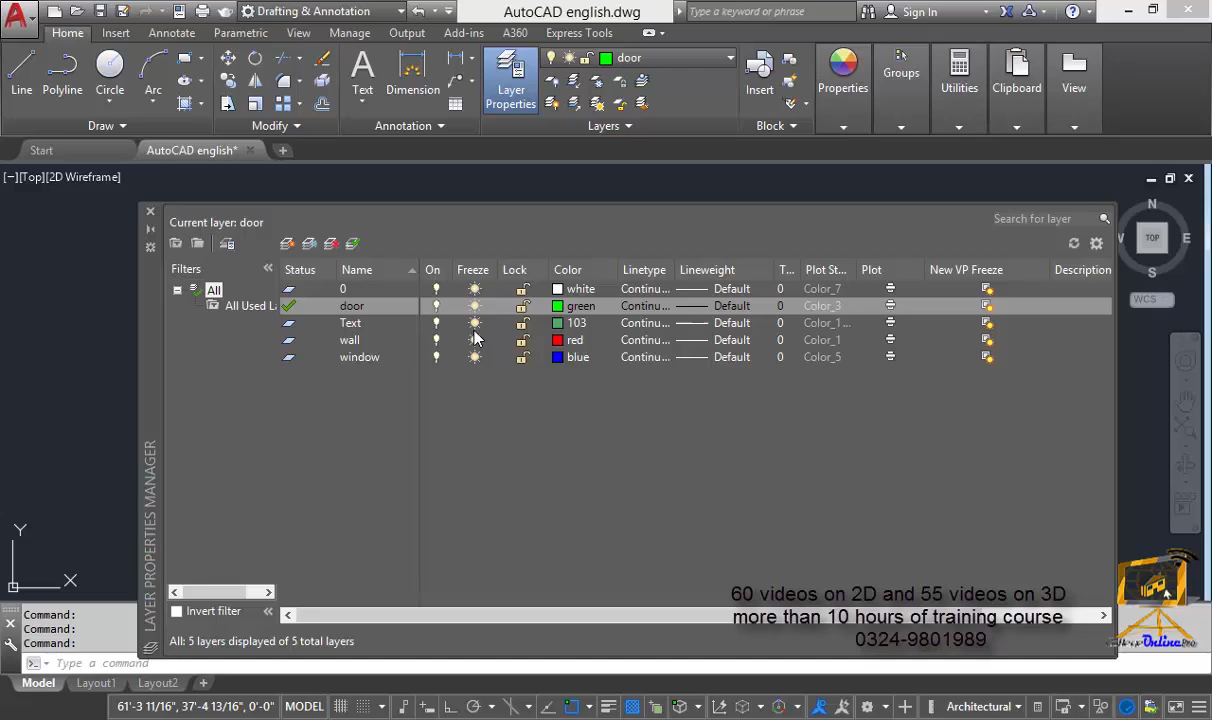 Drafting & Annotation AutoCAD english.dwg Type a keyword or phrase Sign In
Home Insert Annotate Parametric View Manage Output Add-ins A360 Express Tools
door
Line Polyline Circle Arc Text Dimension Layer Properties Insert Properties Groups Utilities Clipboard View
Draw Modify Annotation Layers Block
Start AutoCAD english*
[−][Top][2D Wireframe]
N
W TOP E
S
WCS
Current layer: door Search for layer
Filters Status Name On Freeze Lock Color Linetype Lineweight T... Plot St... Plot New VP Freeze Description
All 0 white Continu... Default 0 Color_7
All Used La door green Continu... Default 0 Color_3
Text 103 Continu... Default 0 Color_1...
wall red Continu... Default 0 Color_1
window blue Continu... Default 0 Color_5
LAYER PROPERTIES MANAGER
Y
X
60 videos on 2D and 55 videos on 3D
Invert filter
more than 10 hours of training course
0324-9801989
All: 5 layers displayed of 5 total layers
Command:
Command:
Command:
Type a command
Model Layout1 Layout2
61'-3 11/16", 37'-4 13/16", 0'-0" MODEL Architectural